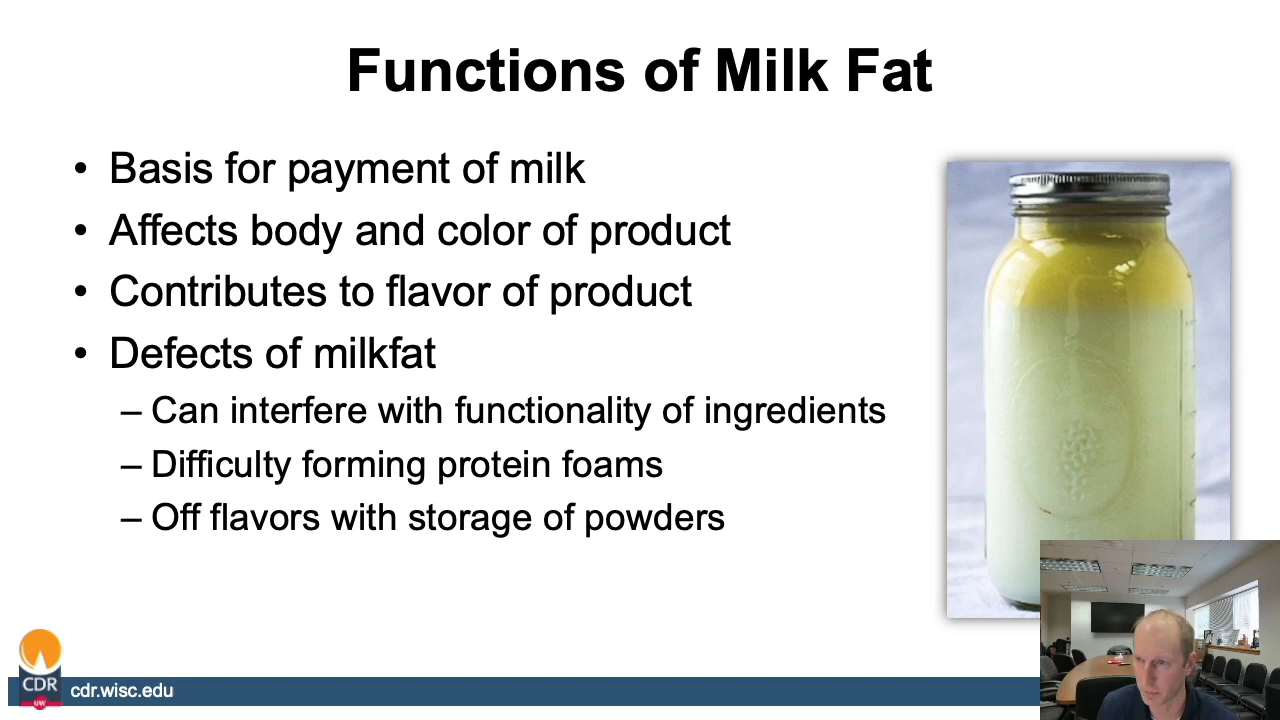 Functions of Milk Fat
• Basis for payment of milk
• Affects body and color of product
• Contributes to flavor of product
• Defects of milkfat
– Can interfere with functionality of ingredients
– Difficulty forming protein foams
– Off flavors with storage of powders
CDR
UW
cdr.wisc.edu